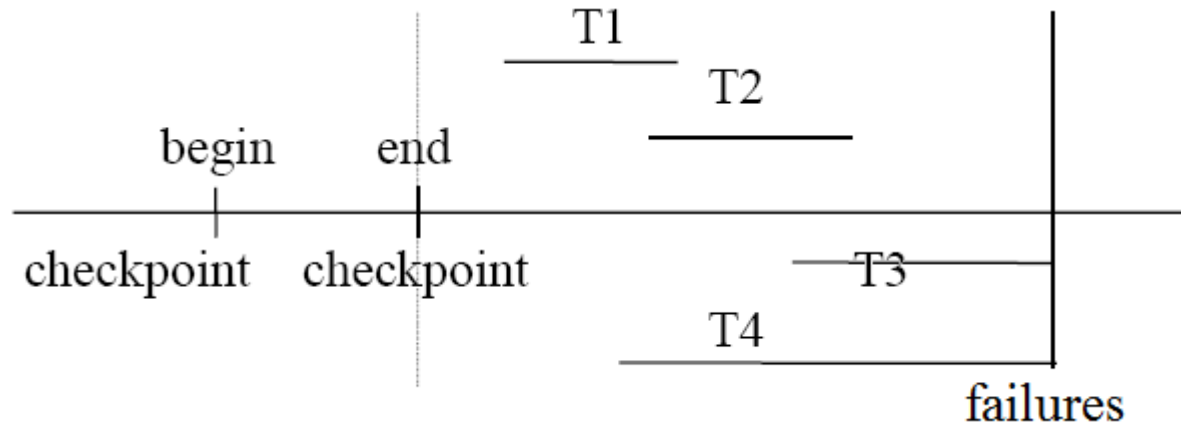 T1
T2
begin end
checkpoint checkpoint
T3
T4
failures